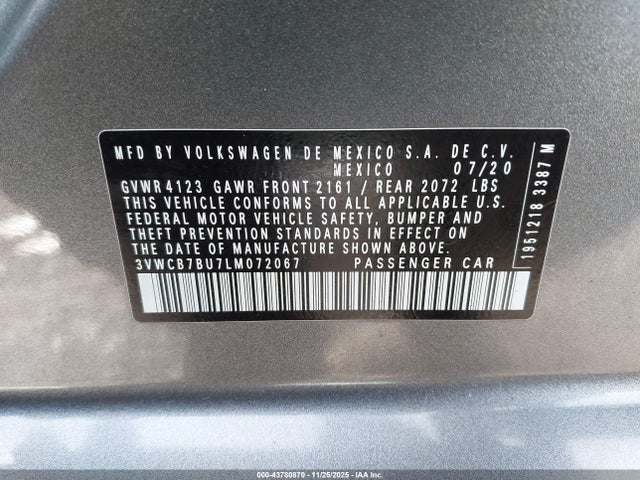 MFD BY VOLKSWAGEN DE MEXICO S.A. DE C.V.
MEXICO 07/20
GVWR 4123 GAWR FRONT 2161 / REAR 2072 LBS
THIS VEHICLE CONFORMS TO ALL APPLICABLE U.S.
FEDERAL MOTOR VEHICLE SAFETY, BUMPER AND
THEFT PREVENTION STANDARDS IN EFFECT ON
THE DATE OF MANUFACTURE SHOWN ABOVE.
3VWCB7BU7LM072067 PASSENGER CAR
1951218 3387 M
000-43780870 - 11/25/2025 - IAA Inc.